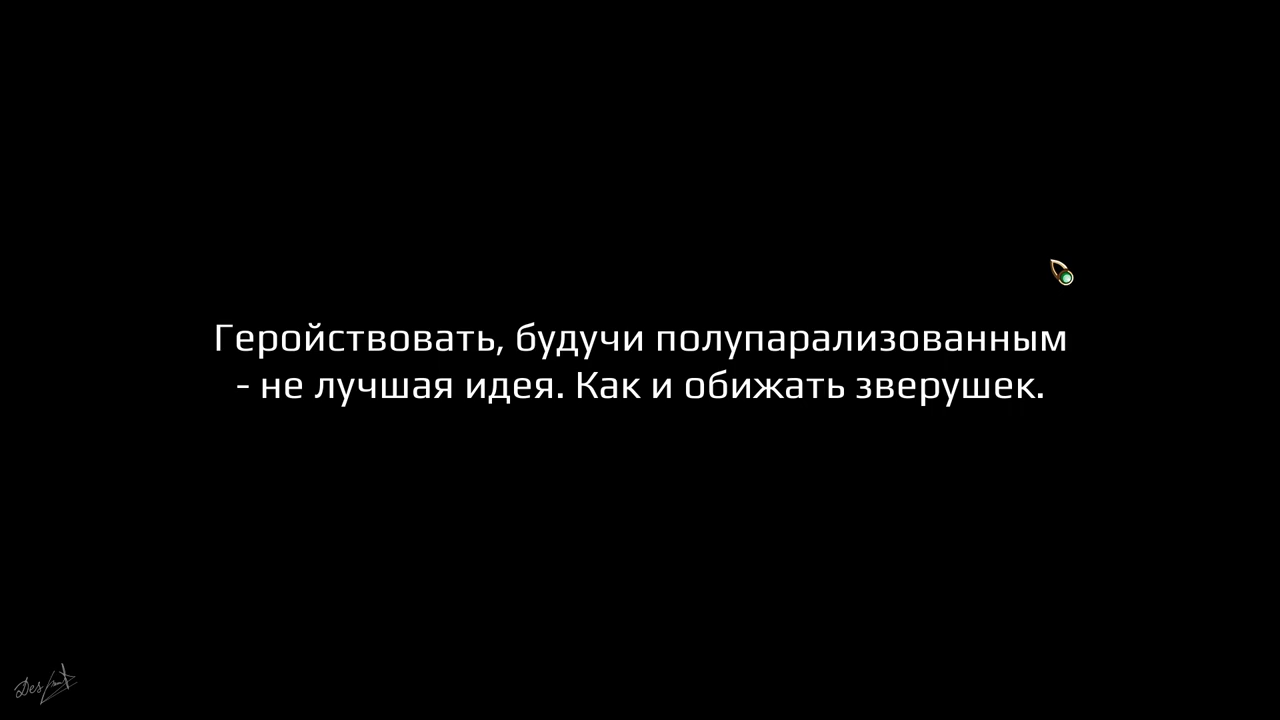 Геройствовать, будучи полупарализованным
- не лучшая идея. Как и обижать зверушек.